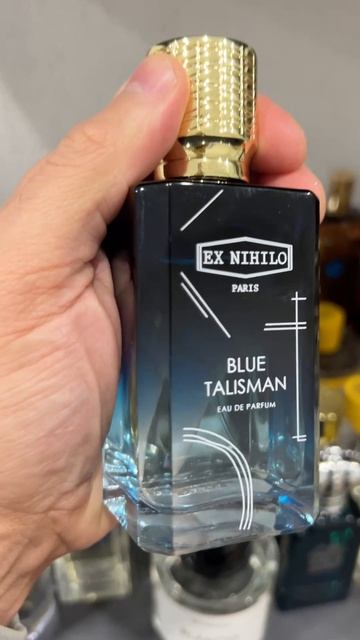 EX NIHILO
PARIS
BLUE
TALISMAN
EAU DE PARFUM